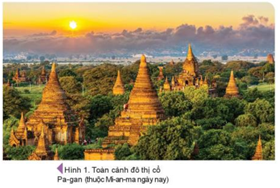 Hình 1. Toàn cảnh đô thị cổ
Pa-gan (thuộc Mi-an-ma ngày nay)